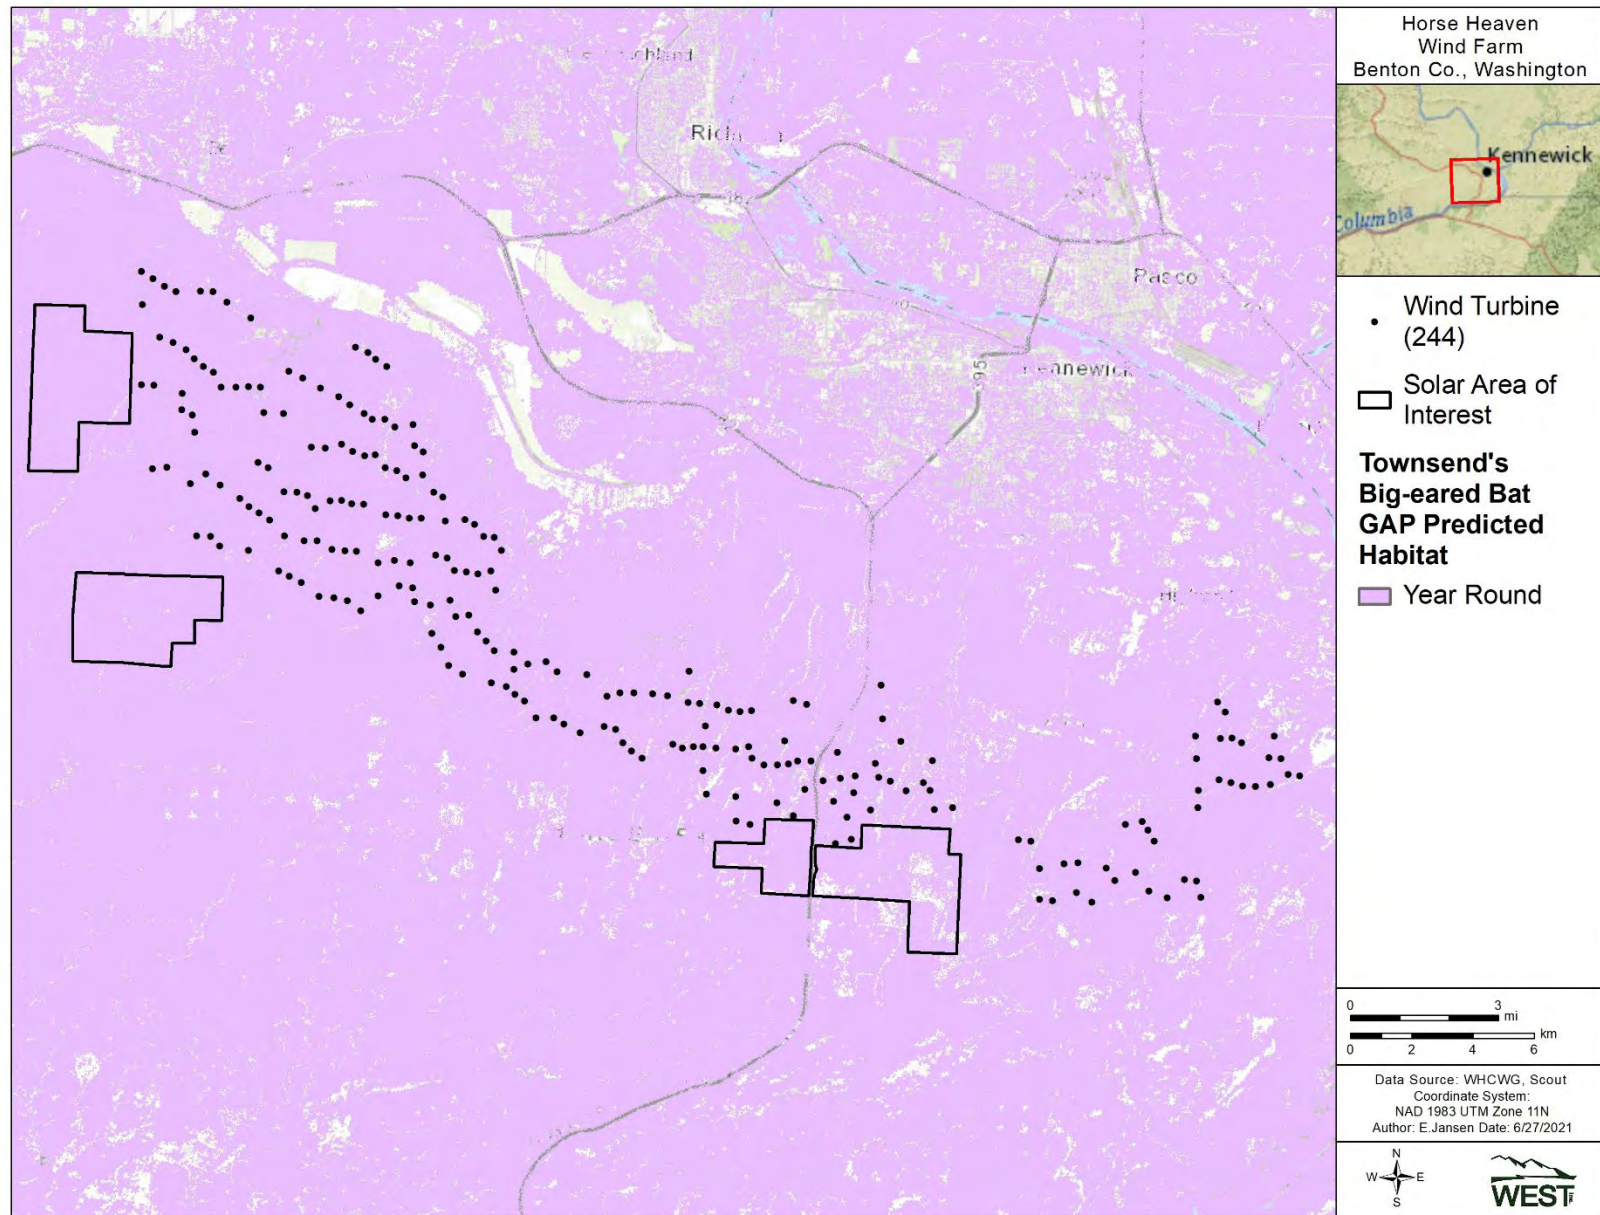 Horse Heaven
Wind Farm
Benton Co., Washington
Kennewick
Columbia
Wind Turbine
(244)
Solar Area of
Interest
Townsend's
Big-eared Bat
GAP Predicted
Habitat
Year Round
0 3
mi
km
0 2 4 6
Data Source: WHCWG, Scout
Coordinate System:
NAD 1983 UTM Zone 11N
Author: E.Jansen Date: 6/27/2021
N
W E
S
WEST
Pasco
395